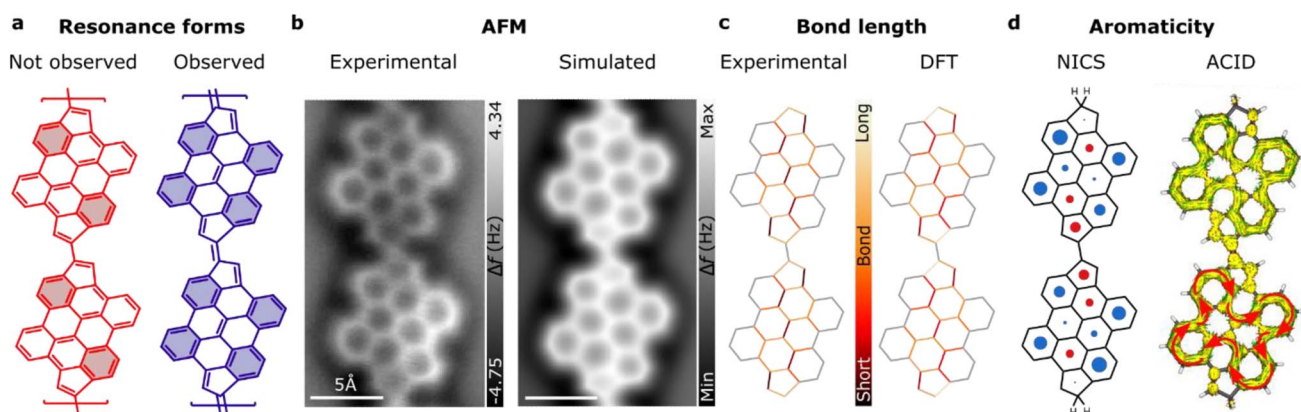 a Resonance forms
Not observed Observed
b AFM
Experimental Simulated
4.34
Δf (Hz)
-4.75
5Å
Max
Δf (Hz)
Min
c Bond length
Experimental DFT
Long
Bond
Short
d Aromaticity
NICS ACID
H H
H H